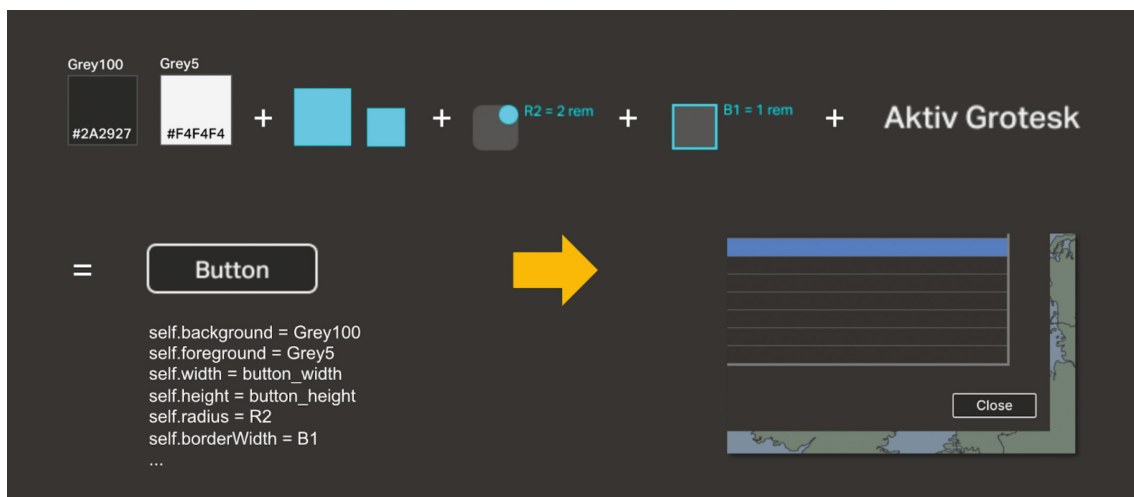 Grey100
Grey5
#2A2927
#F4F4F4
+
+
R2 = 2 rem
+
B1 = 1 rem
+
Aktiv Grotesk
=
Button
self.background = Grey100
self.foreground = Grey5
self.width = button_width
self.height = button_height
self.radius = R2
self.borderWidth = B1
...
Close